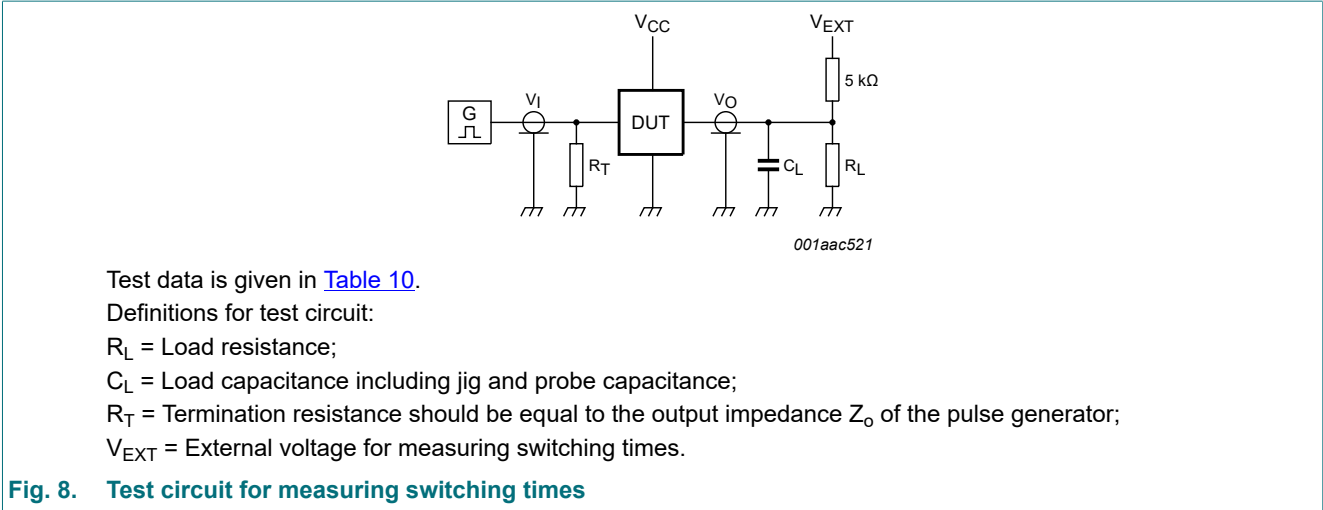 VCC
VEXT
5 kΩ
G
VI
DUT
VO
RT
CL
RL
001aac521
Test data is given in Table 10.
Definitions for test circuit:
RL = Load resistance;
CL = Load capacitance including jig and probe capacitance;
RT = Termination resistance should be equal to the output impedance Zo of the pulse generator;
VEXT = External voltage for measuring switching times.
Fig. 8. Test circuit for measuring switching times